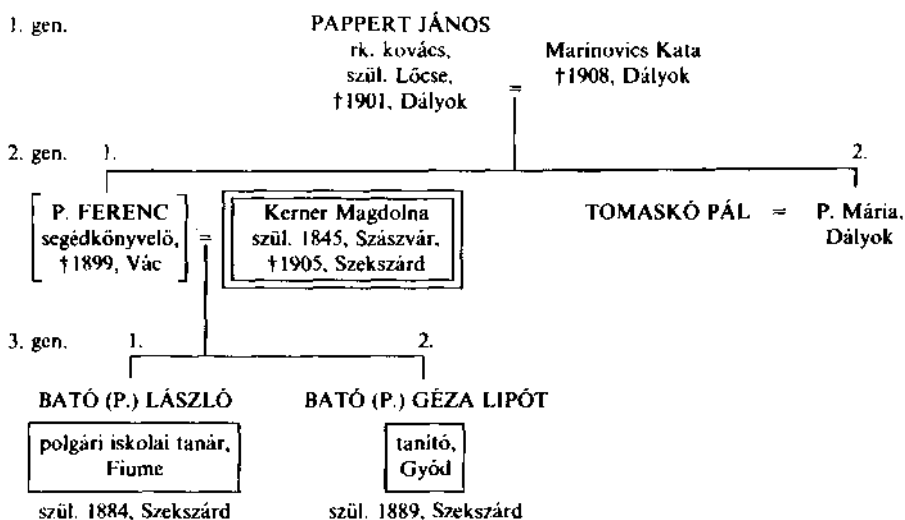 1. gen.
PAPPERT JÁNOS
rk. kovács,
szül. Lőcse,
†1901, Dályok
=
Marinovics Kata
†1908, Dályok
2. gen.
1.
2.
P. FERENC
segédkönyvelő,
†1899, Vác
=
Kerner Magdolna
szül. 1845, Szászvár,
†1905, Szekszárd
TOMASKÓ PÁL = P. Mária,
Dályok
3. gen.
1.
2.
BATÓ (P.) LÁSZLÓ
polgári iskolai tanár,
Fiume
szül. 1884, Szekszárd
BATÓ (P.) GÉZA LIPÓT
tanító,
Gyód
szül. 1889, Szekszárd